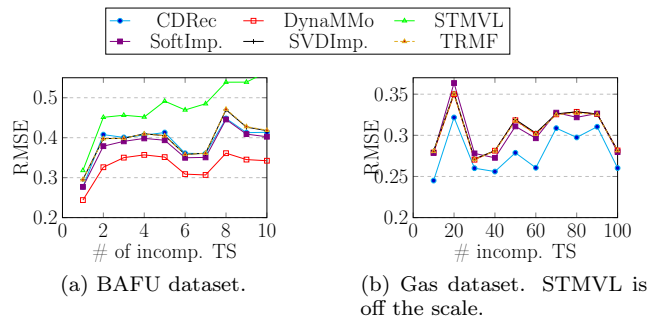 CDRec DynaMMo STMVL
SoftImp. SVDImp. TRMF
0.5
0.4
0.3
0.2
RMSE
0 2 4 6 8 10
# of incomp. TS
(a) BAFU dataset.
0.35
0.3
0.25
0.2
RMSE
0 20 40 60 80 100
# incomp. TS
(b) Gas dataset. STMVL is
off the scale.